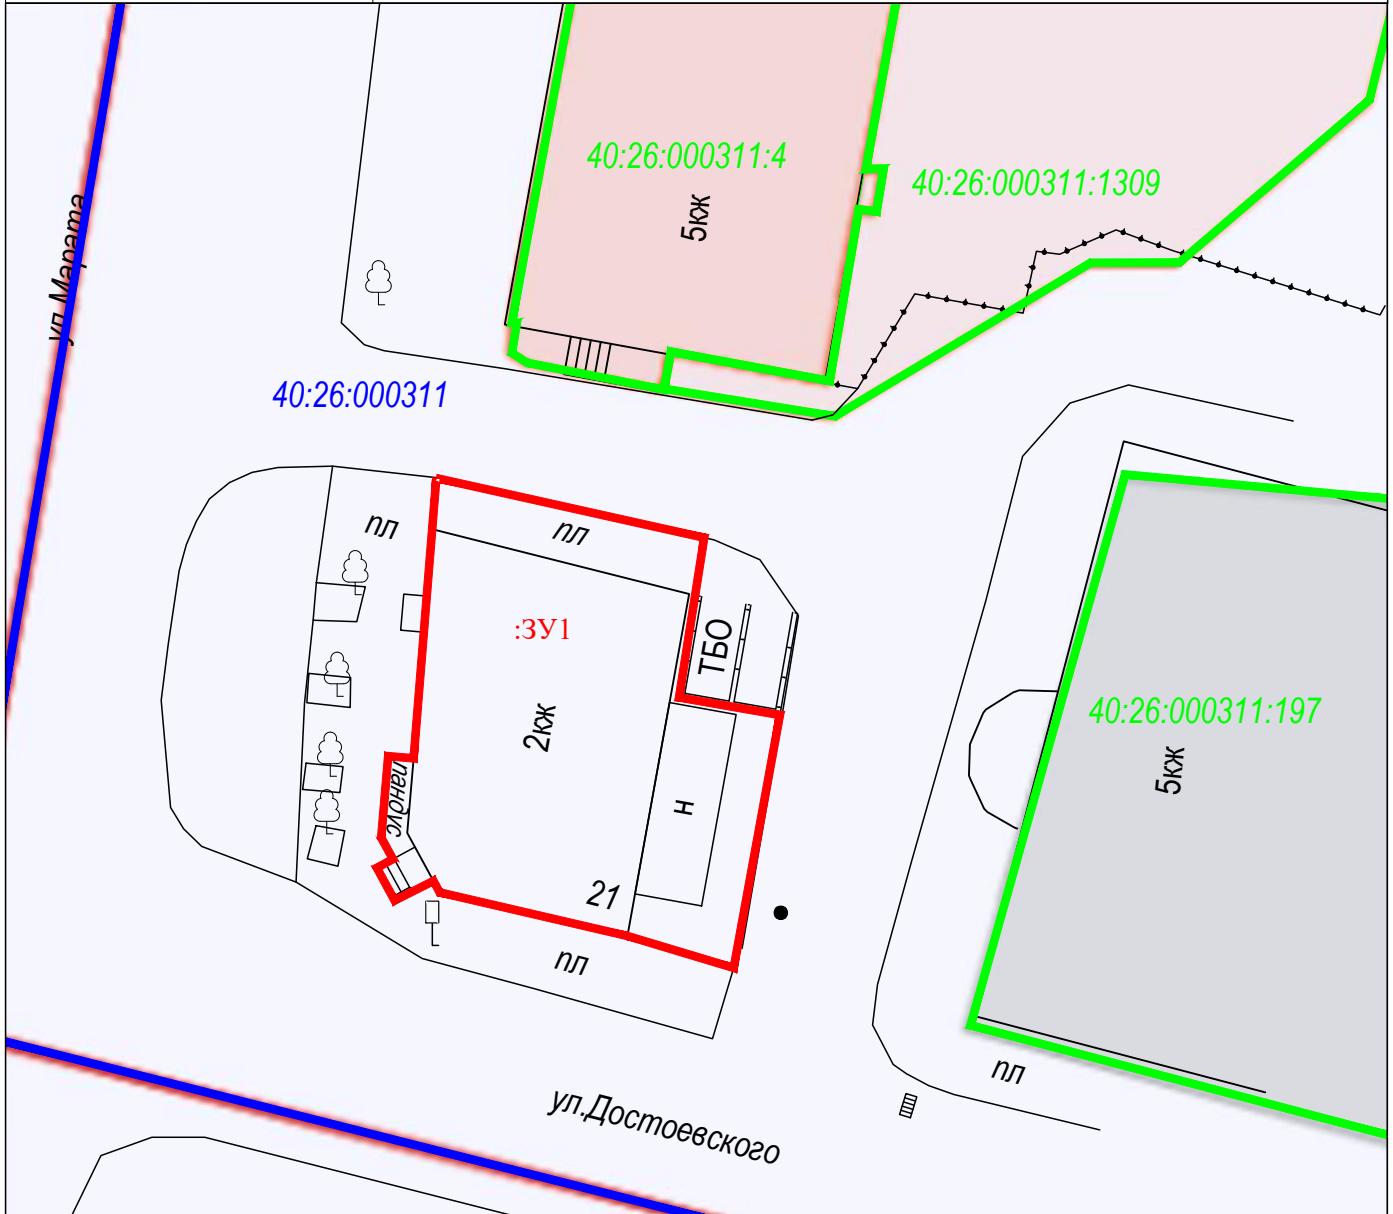 40:26:000311:4
40:26:000311:1309
5кж
ул.Марата
40:26:000311
пл
пл
:ЗУ1
ТБО
2кж
40:26:000311:197
5кж
пандус
н
21
пл
пл
ул.Достоевского